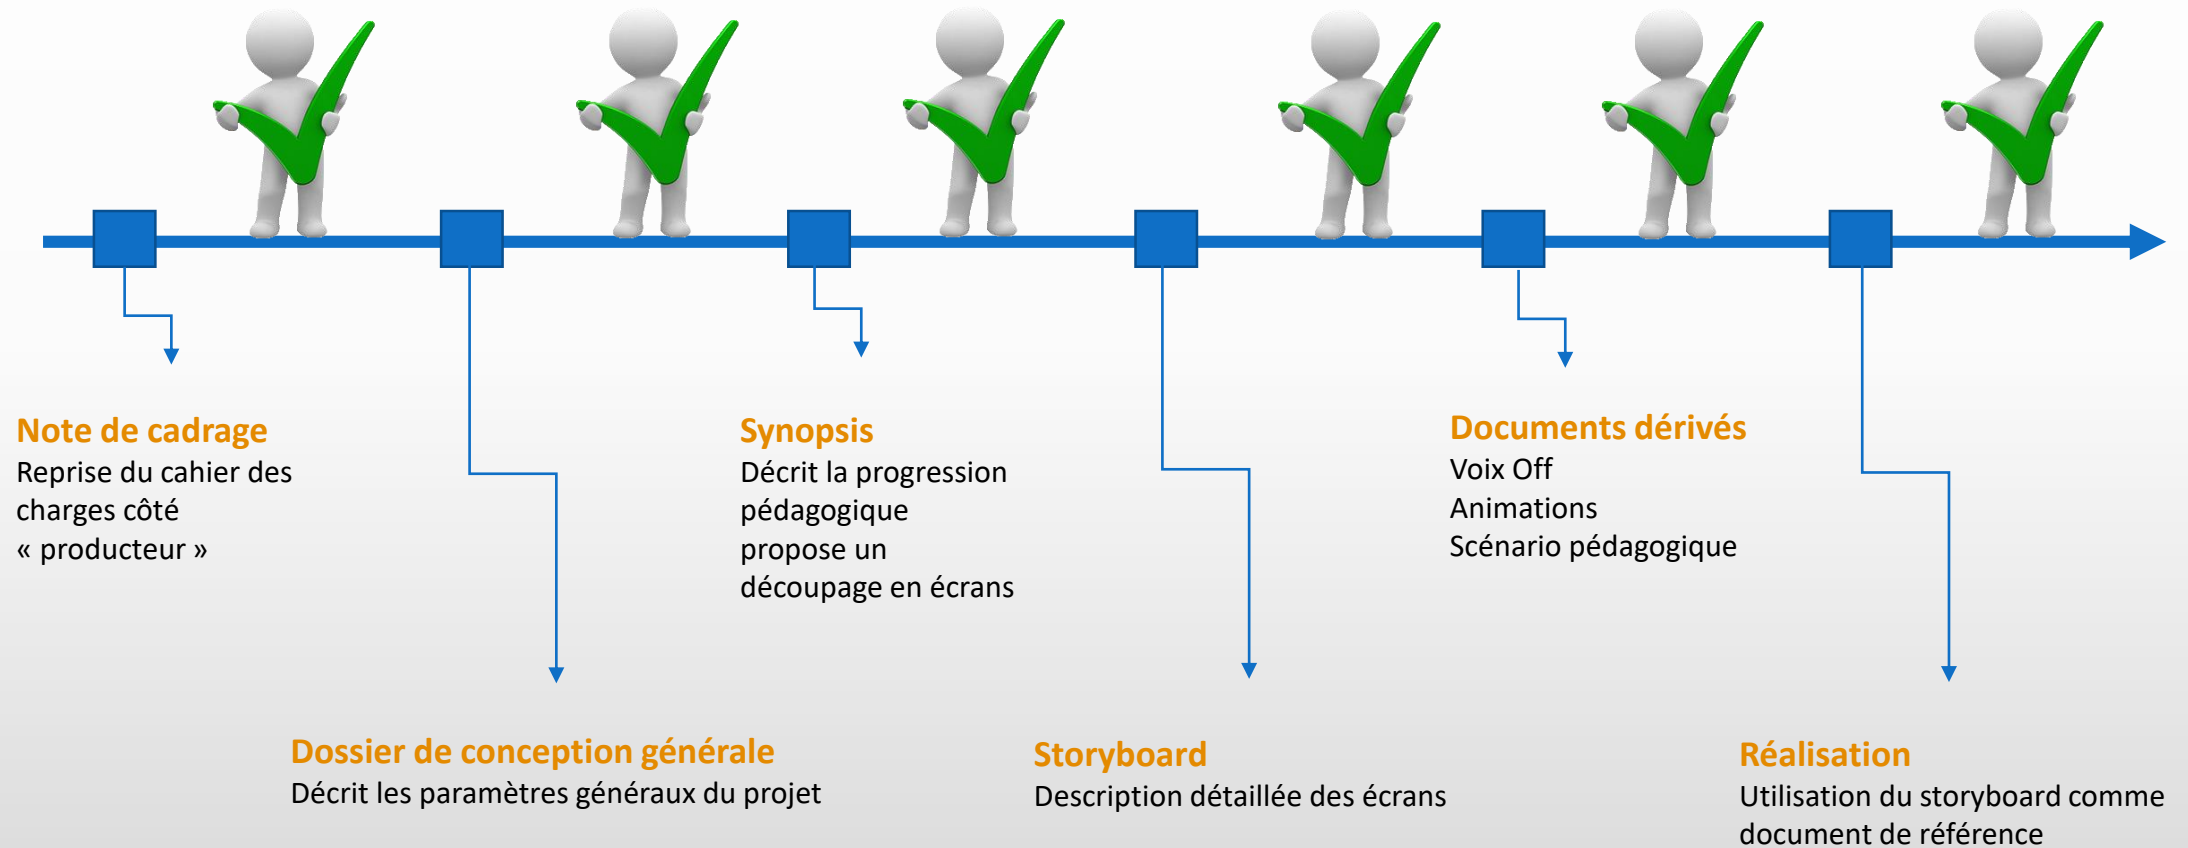 Note de cadrage
Reprise du cahier des
charges côté
« producteur »
Dossier de conception générale
Décrit les paramètres généraux du projet
Synopsis
Décrit la progression
pédagogique
propose un
découpage en écrans
Storyboard
Description détaillée des écrans
Documents dérivés
Voix Off
Animations
Scénario pédagogique
Réalisation
Utilisation du storyboard comme
document de référence